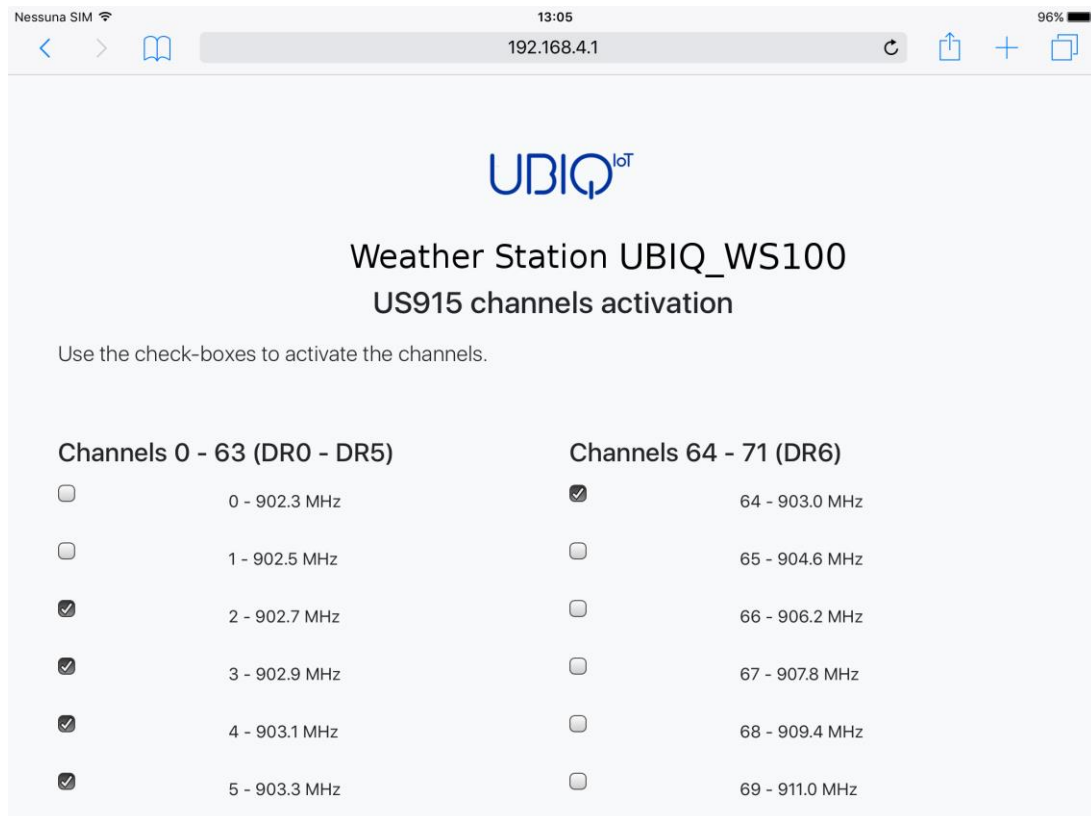 Nessuna SIM 13:05 96%
192.168.4.1
UBIQ IoT
Weather Station UBIQ_WS100
US915 channels activation
Use the check-boxes to activate the channels.
Channels 0 - 63 (DR0 - DR5)
0 - 902.3 MHz
1 - 902.5 MHz
2 - 902.7 MHz
3 - 902.9 MHz
4 - 903.1 MHz
5 - 903.3 MHz
Channels 64 - 71 (DR6)
64 - 903.0 MHz
65 - 904.6 MHz
66 - 906.2 MHz
67 - 907.8 MHz
68 - 909.4 MHz
69 - 911.0 MHz